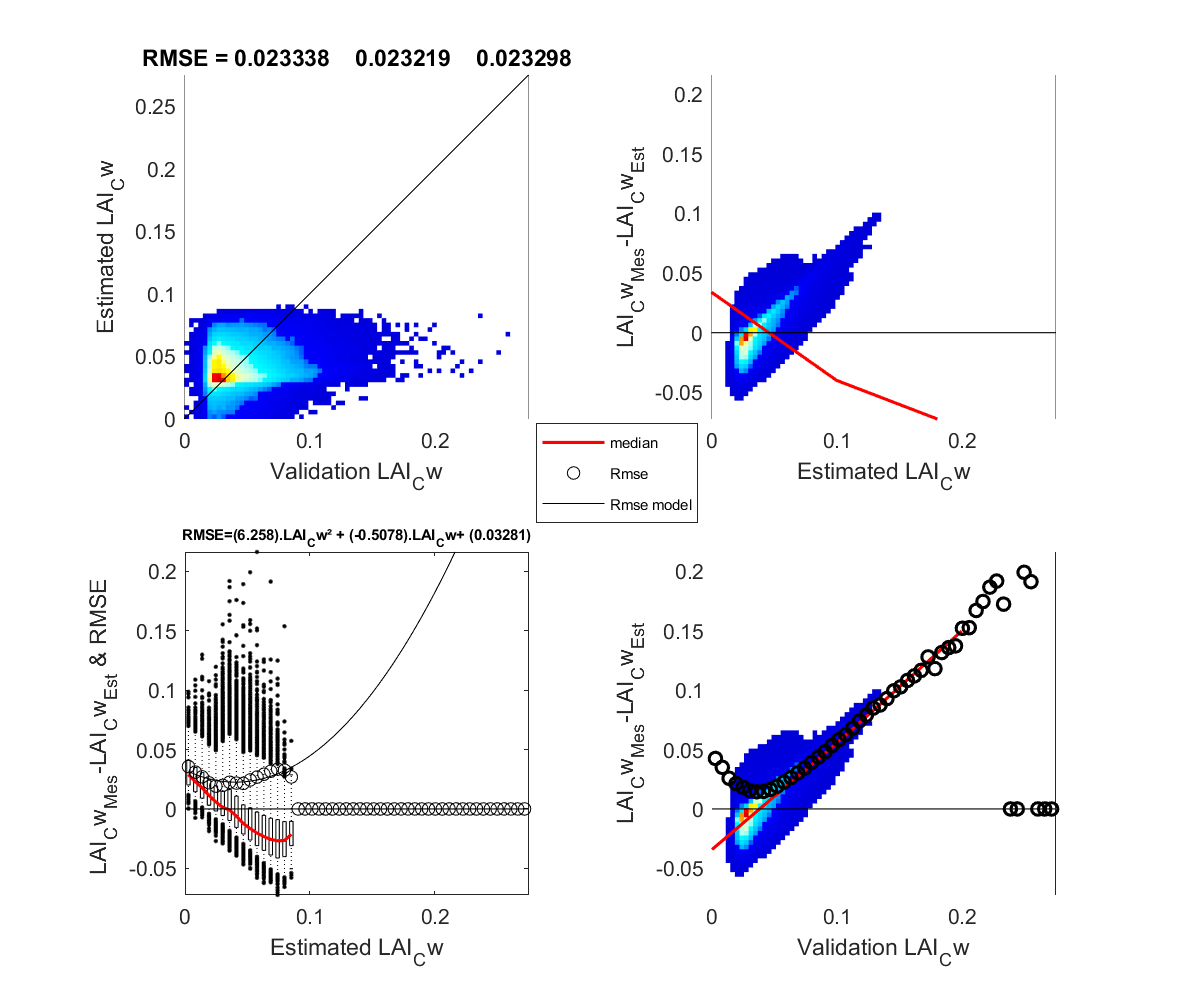 RMSE = 0.023338 0.023219 0.023298
0.25
0.2
0.15
0.1
0.05
0
Estimated LAI_Cw
0 0.1 0.2
Validation LAI_Cw
0.2
0.15
0.1
0.05
0
-0.05
LAI_Cw_Mes-LAI_Cw_Est
0 0.1 0.2
Estimated LAI_Cw
median
Rmse
Rmse model
RMSE=(6.258).LAI_Cw² + (-0.5078).LAI_Cw+ (0.03281)
0.2
0.15
0.1
0.05
0
-0.05
LAI_Cw_Mes-LAI_Cw_Est & RMSE
0 0.1 0.2
Estimated LAI_Cw
0.2
0.15
0.1
0.05
0
-0.05
LAI_Cw_Mes-LAI_Cw_Est
0 0.1 0.2
Validation LAI_Cw